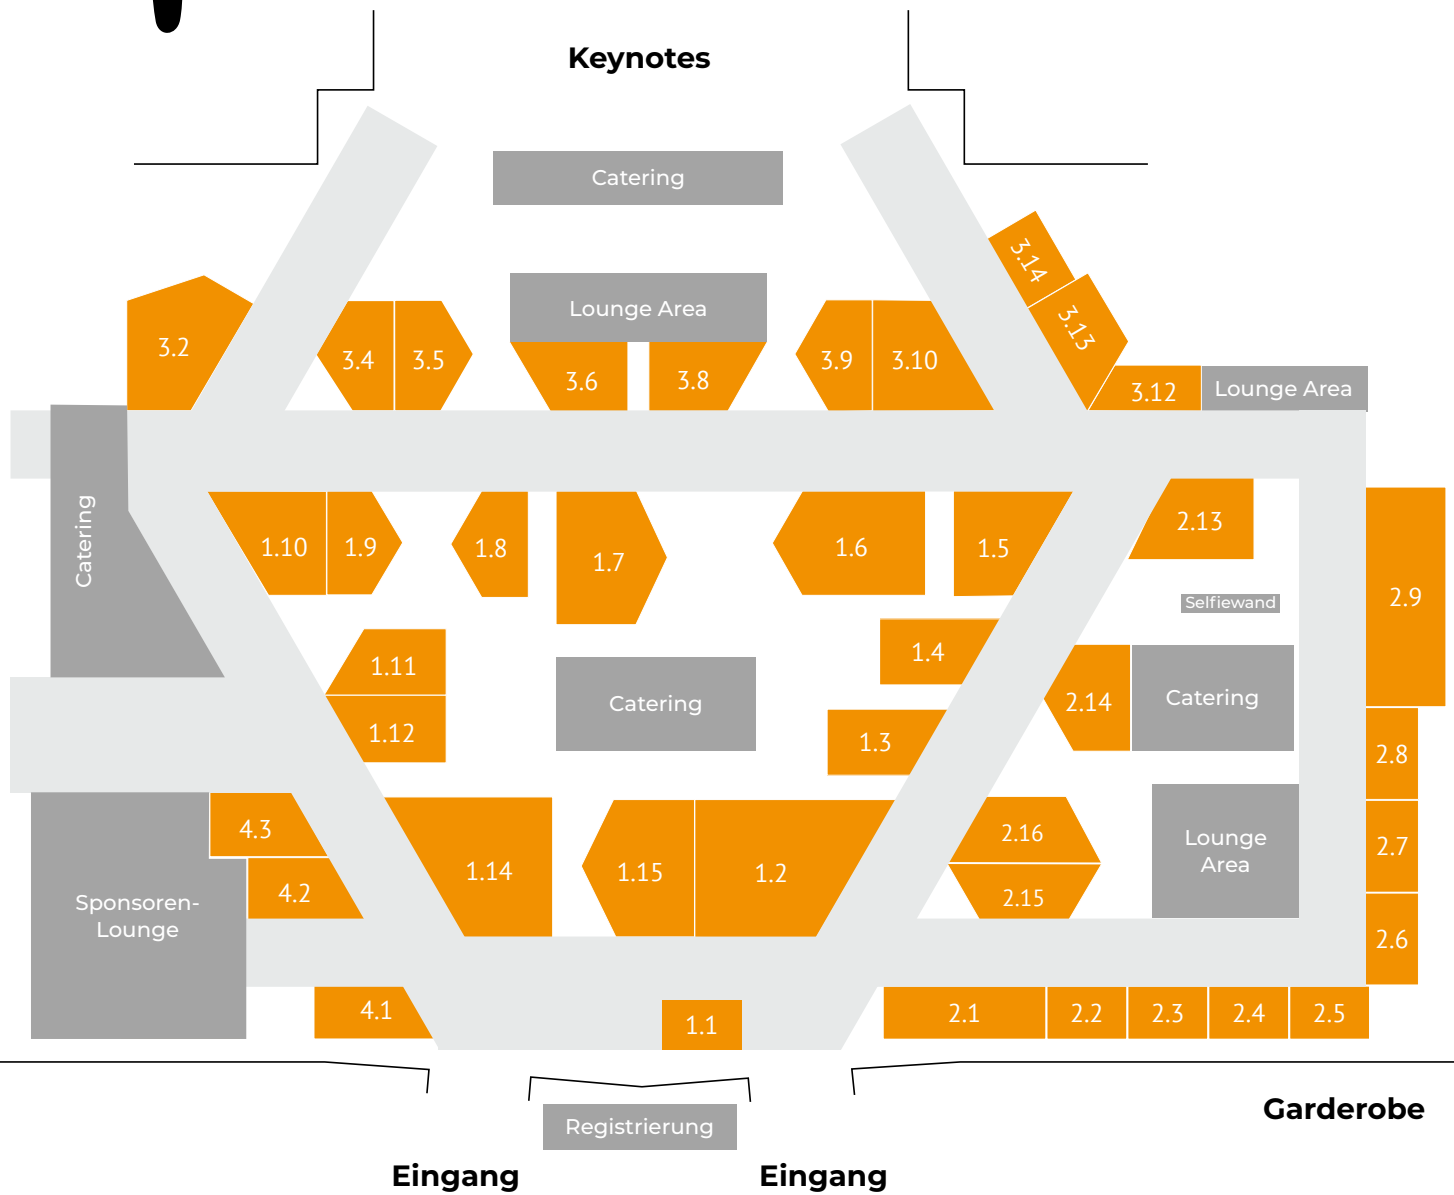 Keynotes
Catering
3.14
3.13
Lounge Area
3.2
3.4
3.5
3.6
3.8
3.9
3.10
3.12
Lounge Area
Catering
1.10
1.9
1.8
1.7
1.6
1.5
2.13
2.9
Selfiewand
1.11
1.4
1.12
Catering
1.3
2.14
Catering
2.8
4.3
4.2
1.14
1.15
1.2
2.16
2.15
Lounge
Area
2.7
Sponsoren-
Lounge
2.6
4.1
1.1
2.1
2.2
2.3
2.4
2.5
Registrierung
Garderobe
Eingang
Eingang